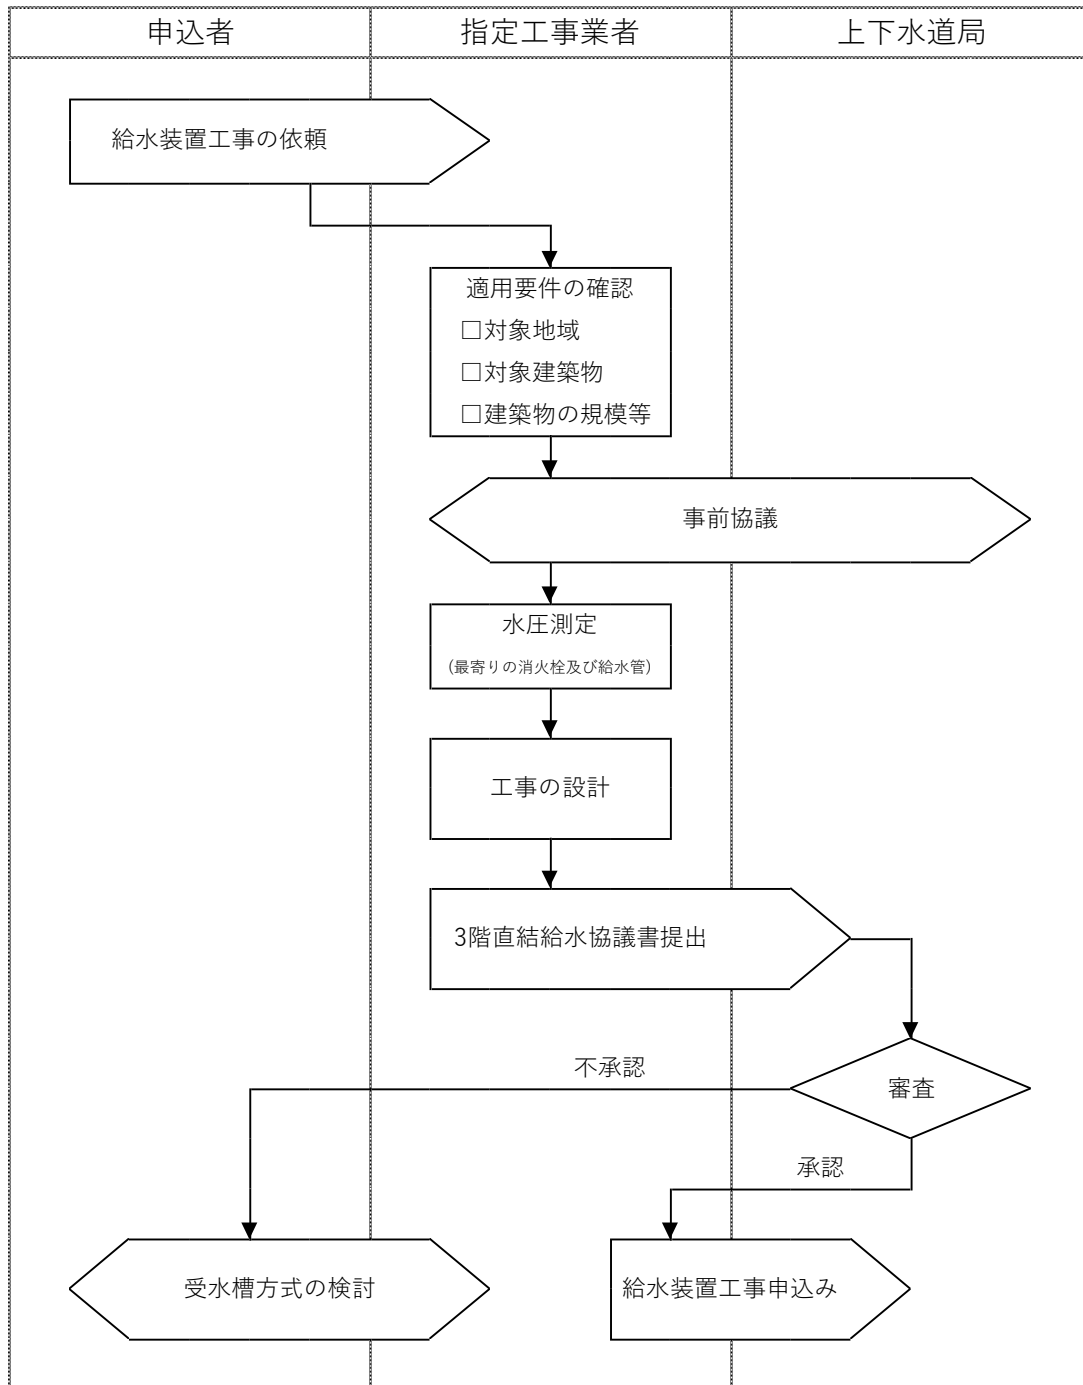 申込者
指定工事業者
上下水道局
給水装置工事の依頼
適用要件の確認
□対象地域
□対象建築物
□建築物の規模等
事前協議
水圧測定
(最寄りの消火栓及び給水管)
工事の設計
3階直結給水協議書提出
不承認
審査
承認
受水槽方式の検討
給水装置工事申込み